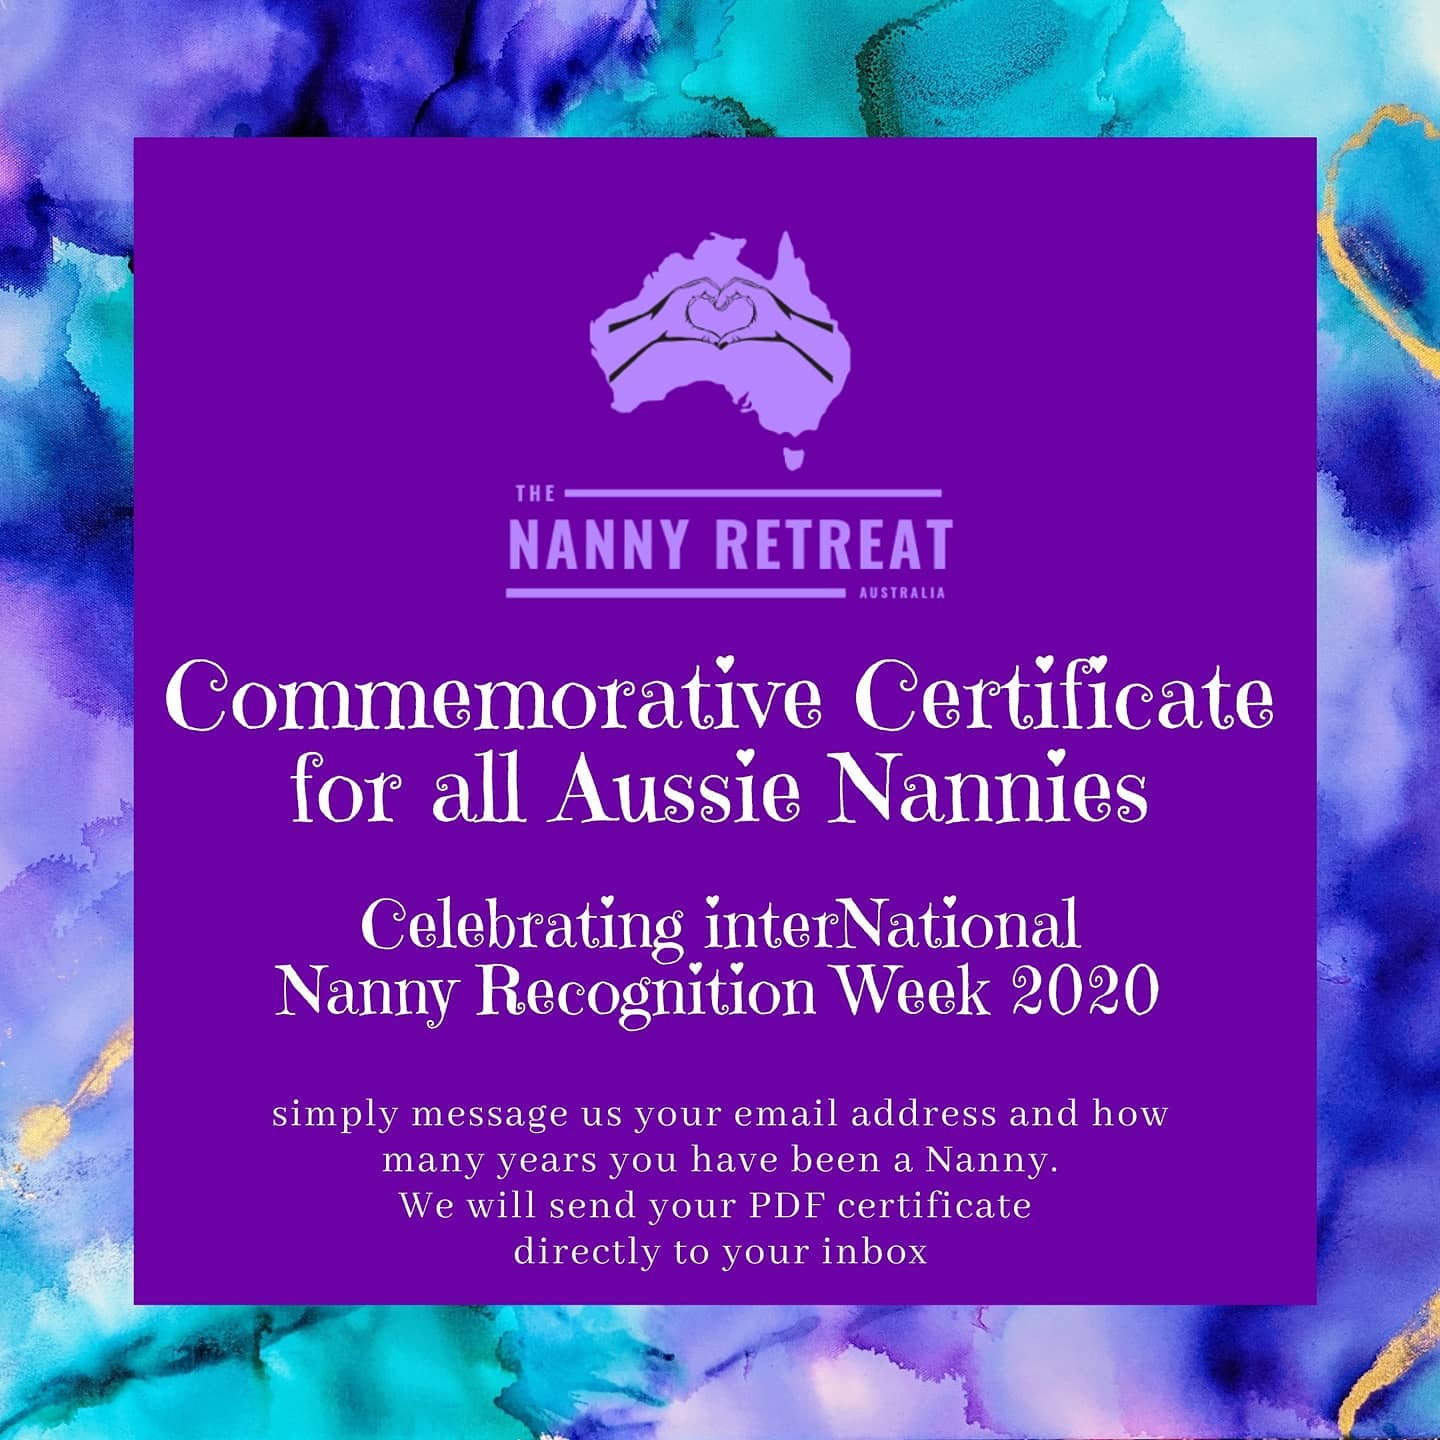 THE
NANNY RETREAT
AUSTRALIA
Commemorative Certificate
for all Aussie Nannies
Celebrating interNational
Nanny Recognition Week 2020
simply message us your email address and how
many years you have been a Nanny.
We will send your PDF certificate
directly to your inbox